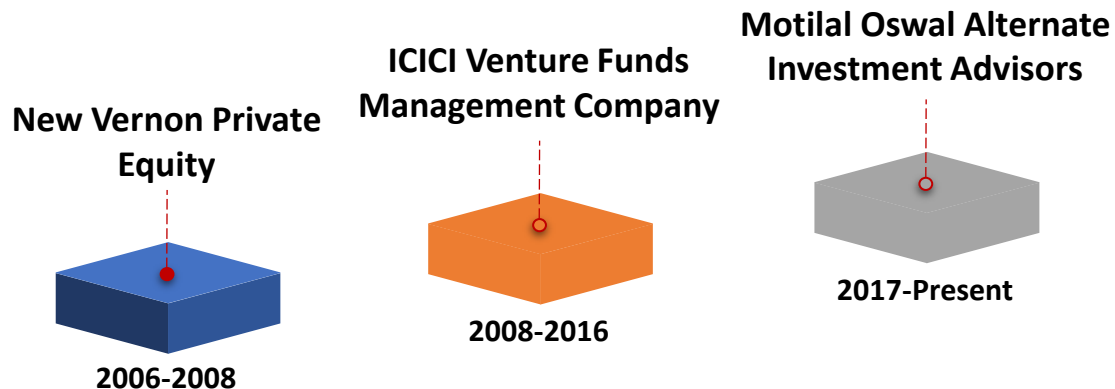 New Vernon Private
Equity
2006-2008
ICICI Venture Funds
Management Company
2008-2016
Motilal Oswal Alternate
Investment Advisors
2017-Present